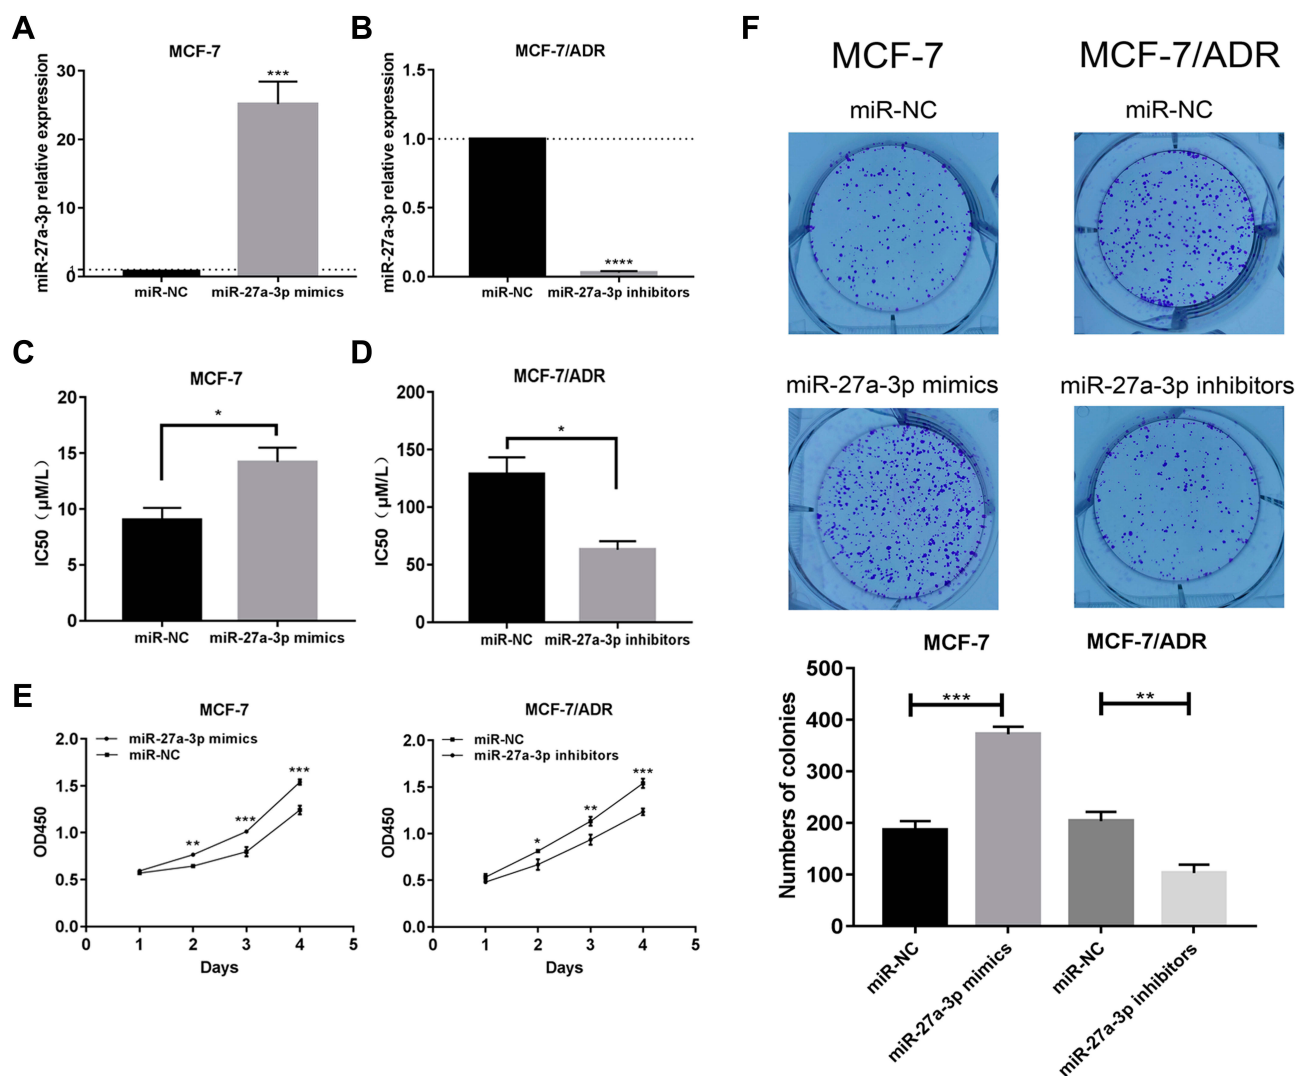 A
MCF-7
miR-27a-3p relative expression
30
20
10
1
0
***
miR-NC
miR-27a-3p mimics
B
MCF-7/ADR
miR-27a-3p relative expression
1.5
1.0
0.5
0.0
****
miR-NC
miR-27a-3p inhibitors
C
MCF-7
IC50（μM/L）
20
15
10
5
0
*
miR-NC
miR-27a-3p mimics
D
MCF-7/ADR
IC50（μM/L）
200
150
100
50
0
*
miR-NC
miR-27a-3p inhibitors
E
MCF-7
miR-27a-3p mimics
miR-NC
OD450
2.0
1.5
1.0
0.5
0.0
**
***
***
0 1 2 3 4 5
Days
MCF-7/ADR
miR-NC
miR-27a-3p inhibitors
OD450
2.0
1.5
1.0
0.5
0.0
*
**
***
0 1 2 3 4 5
Days
F
MCF-7
MCF-7/ADR
miR-NC
miR-NC
miR-27a-3p mimics
miR-27a-3p inhibitors
MCF-7
MCF-7/ADR
Numbers of colonies
500
400
300
200
100
0
***
**
miR-NC
miR-27a-3p mimics
miR-NC
miR-27a-3p inhibitors